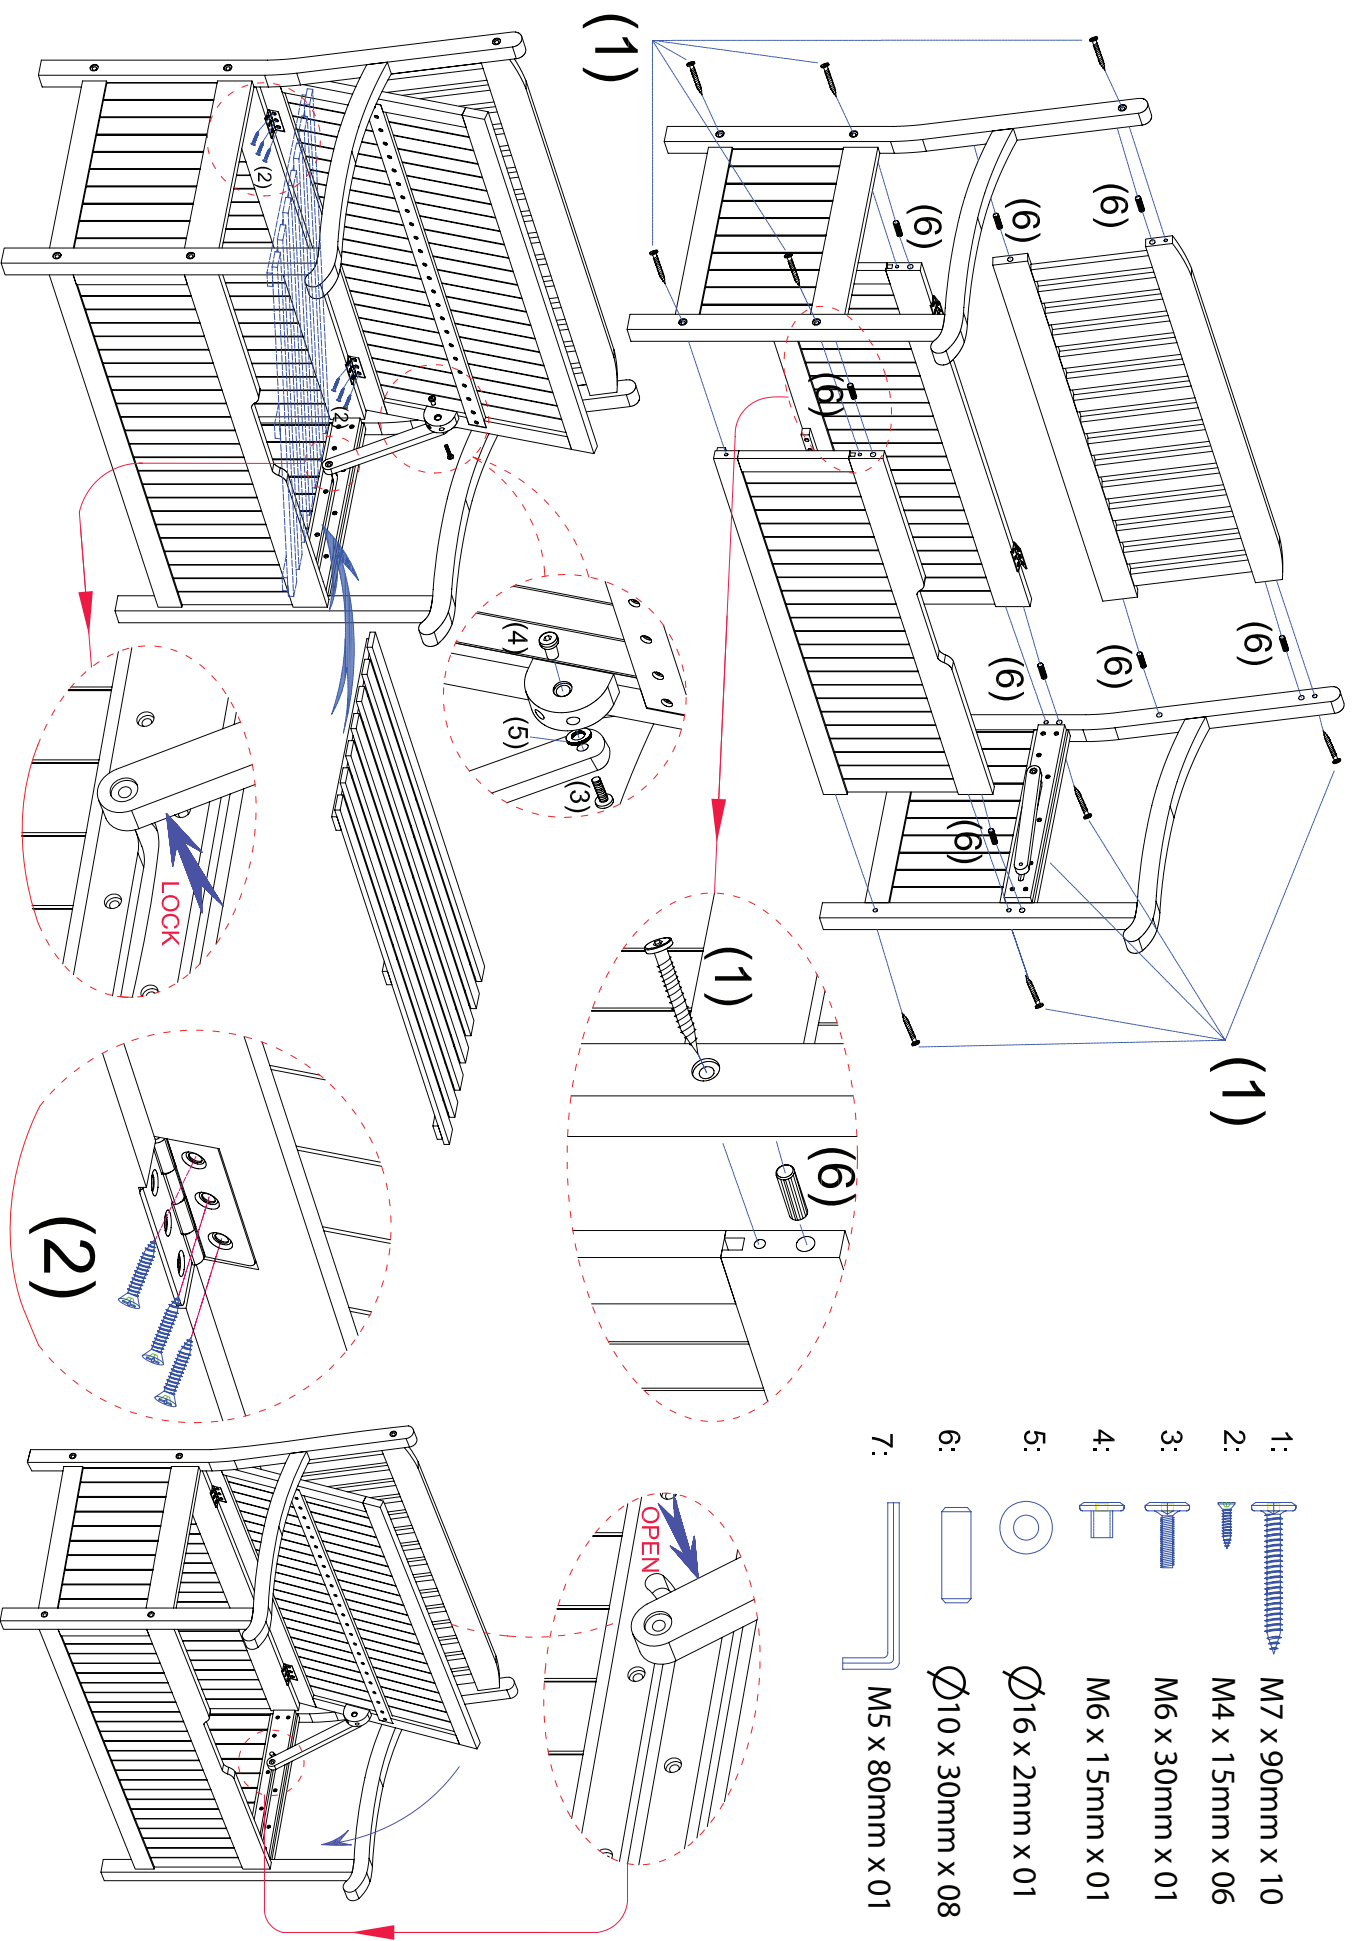 (1)
(6)
(6)
(6)
(6)
(6)
(6)
(6)
(6)
(1)
(1)
(6)
1: M7 x 90mm x 10
2: M4 x 15mm x 06
3: M6 x 30mm x 01
4: M6 x 15mm x 01
5: Ø16 x 2mm x 01
6: Ø10 x 30mm x 08
7: M5 x 80mm x 01
(2)
(2)
(4)
(5)
(3)
LOCK
(2)
OPEN